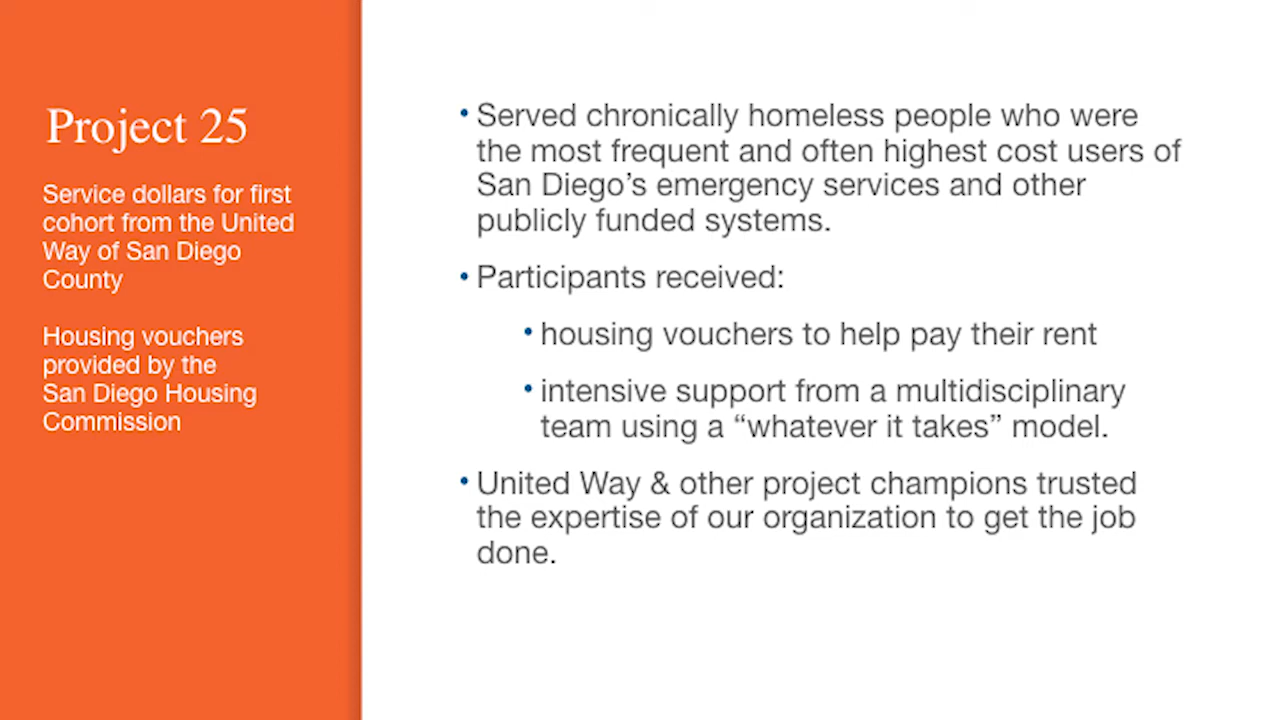 Project 25
Service dollars for first
cohort from the United
Way of San Diego
County
Housing vouchers
provided by the
San Diego Housing
Commission
• Served chronically homeless people who were
the most frequent and often highest cost users of
San Diego’s emergency services and other
publicly funded systems.
• Participants received:
• housing vouchers to help pay their rent
• intensive support from a multidisciplinary
team using a “whatever it takes” model.
• United Way & other project champions trusted
the expertise of our organization to get the job
done.